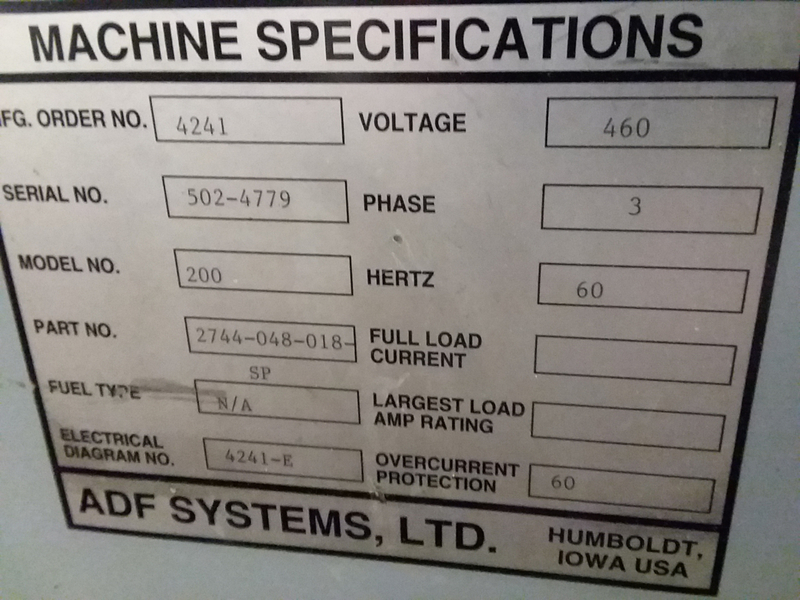 MACHINE SPECIFICATIONS
FG. ORDER NO. 4241 VOLTAGE 460
SERIAL NO. 502-4779 PHASE 3
MODEL NO. 200 HERTZ 60
PART NO. 2744-048-018- FULL LOAD
CURRENT
SP
FUEL TYPE N/A LARGEST LOAD
AMP RATING
ELECTRICAL
DIAGRAM NO. 4241-E OVERCURRENT
PROTECTION 60
ADF SYSTEMS, LTD. HUMBOLDT,
IOWA USA